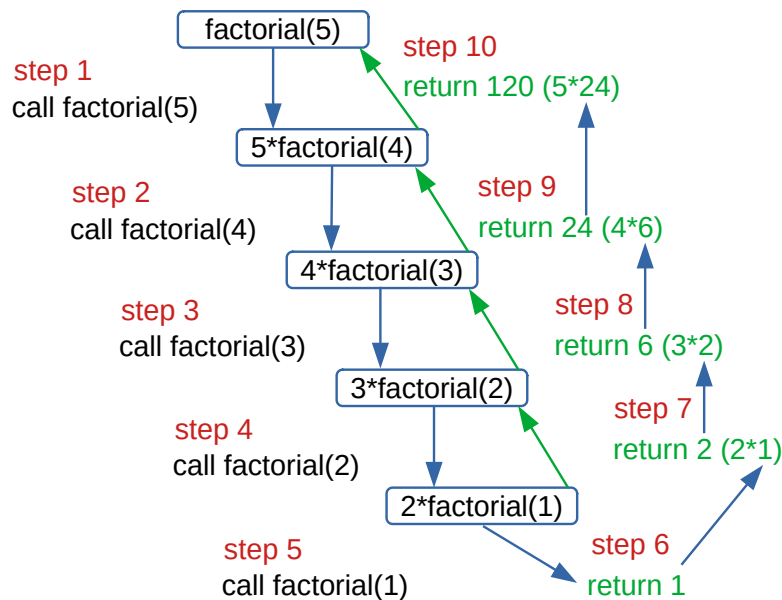 factorial(5)
step 10
return 120 (5*24)
step 1
call factorial(5)
5*factorial(4)
step 9
return 24 (4*6)
step 2
call factorial(4)
4*factorial(3)
step 8
return 6 (3*2)
step 3
call factorial(3)
3*factorial(2)
step 7
return 2 (2*1)
step 4
call factorial(2)
2*factorial(1)
step 6
return 1
step 5
call factorial(1)